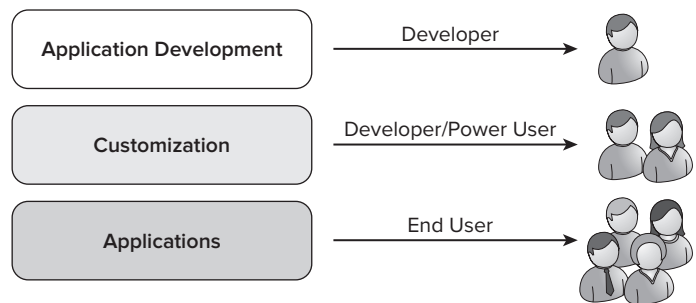 Application Development
Developer
Customization
Developer/Power User
Applications
End User